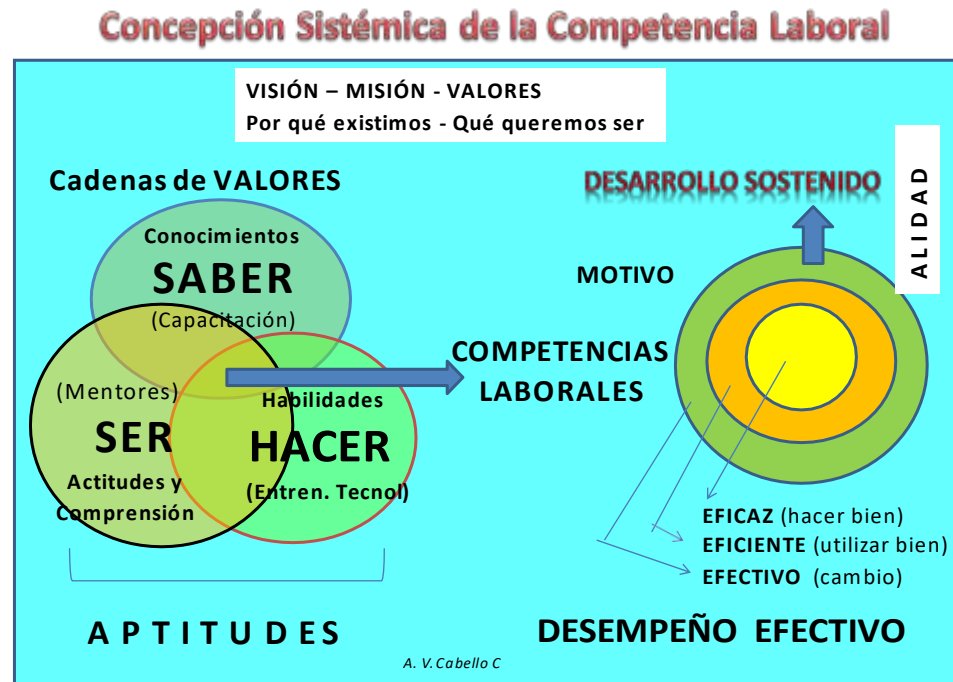 Concepción Sistémica de la Competencia Laboral
VISIÓN – MISIÓN - VALORES
Por qué existimos - Qué queremos ser
Cadenas de VALORES
Conocimientos
SABER
(Capacitación)
(Mentores)
SER
Actitudes y
Comprensión
Habilidades
HACER
(Entren. Tecnol)
APTITUDES
COMPETENCIAS
LABORALES
DESARROLLO SOSTENIDO
MOTIVO
ALIDAD
EFICAZ (hacer bien)
EFICIENTE (utilizar bien)
EFECTIVO (cambio)
DESEMPEÑO EFECTIVO
A. V. Cabello C